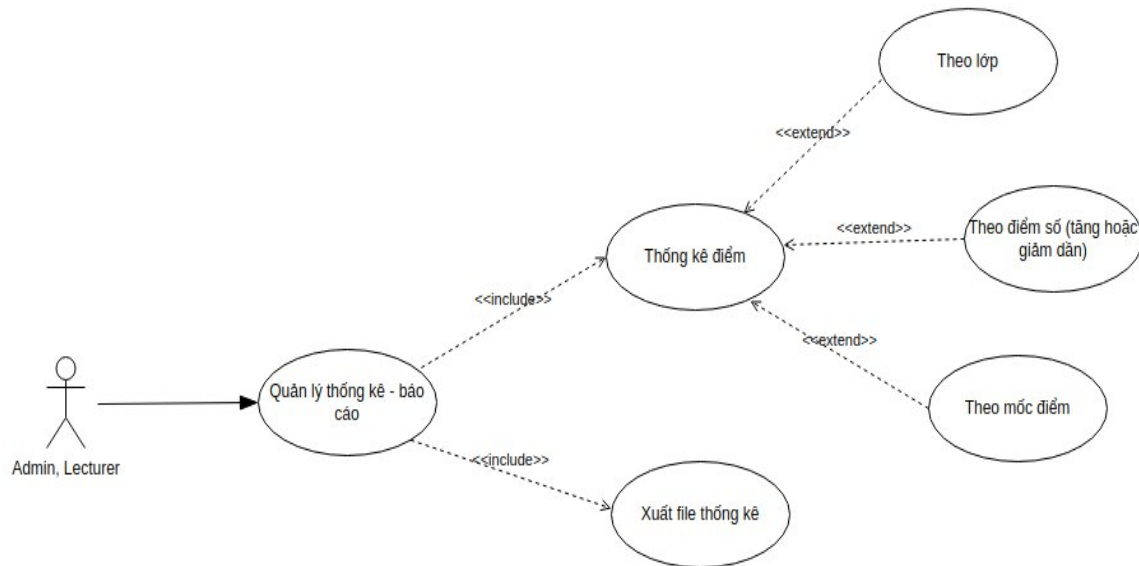 Theo lớp
<<extend>>
Theo điểm số (tăng hoặc
giảm dần)
<<extend>>
Thống kê điểm
<<include>>
<<extend>>
Quản lý thống kê - báo
cáo
Theo mốc điểm
Admin, Lecturer
<<include>>
Xuất file thống kê